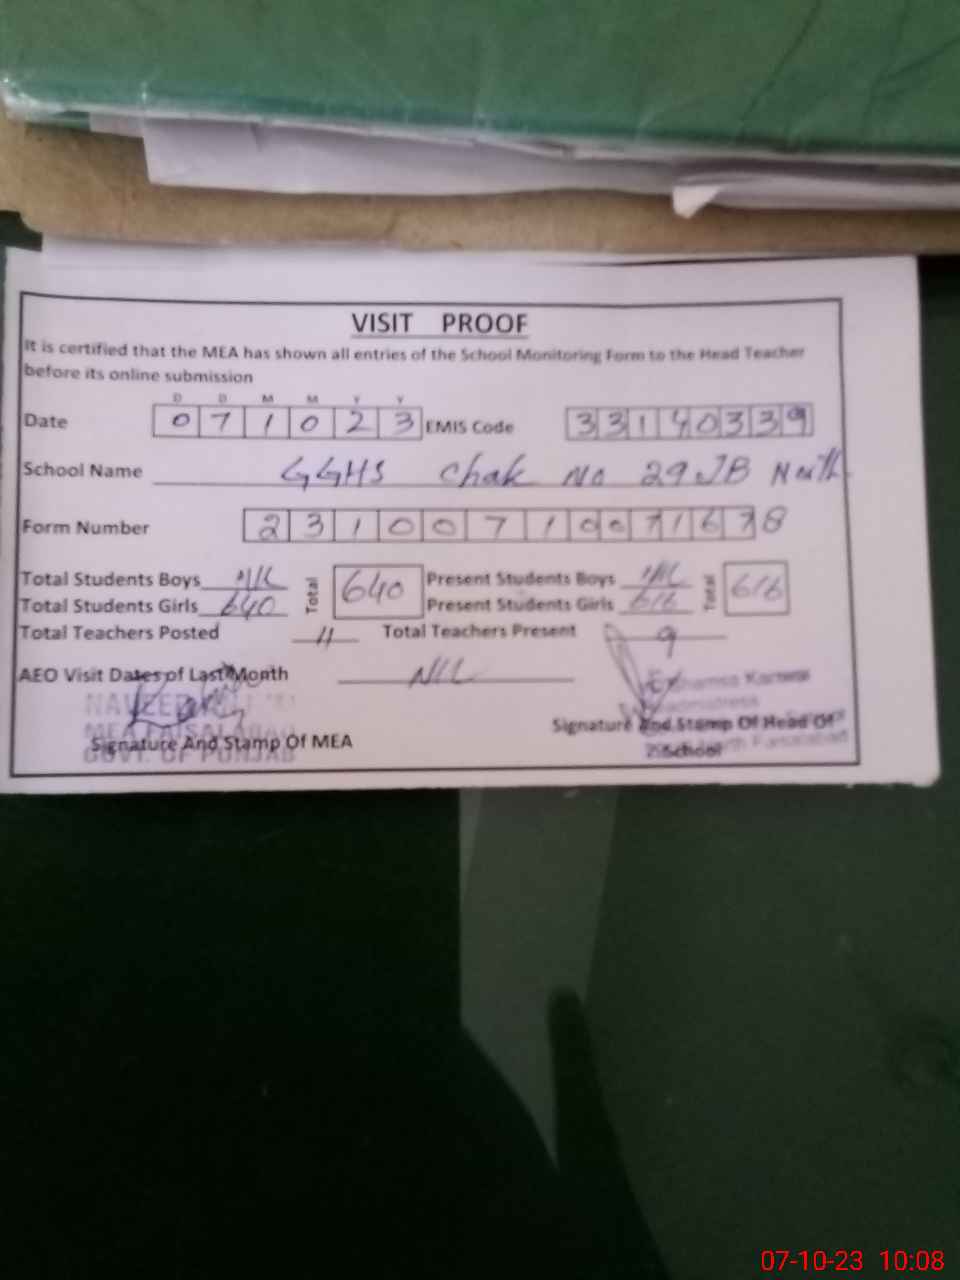 VISIT PROOF
It is certified that the MEA has shown all entries of the School Monitoring Form to the Head Teacher
before its online submission
D D M M Y Y
Date 0 7 1 0 2 3 EMIS Code 3 3 1 4 0 3 3 9
School Name GGHS Chak No 29 JB North
Form Number 2 3 1 0 0 7 1 0 0 7 1 6 7 8
Total Students Boys NIL Total 640 Present Students Boys NIL Total 616
Total Students Girls 640 Present Students Girls 616
Total Teachers Posted 11 Total Teachers Present 9
AEO Visit Dates of Last Month NIL
MEA FAISALABAD
Signature And Stamp Of MEA
GOVT. OF PUNJAB
Signature And Stamp Of Head Of
School
07-10-23 10:08